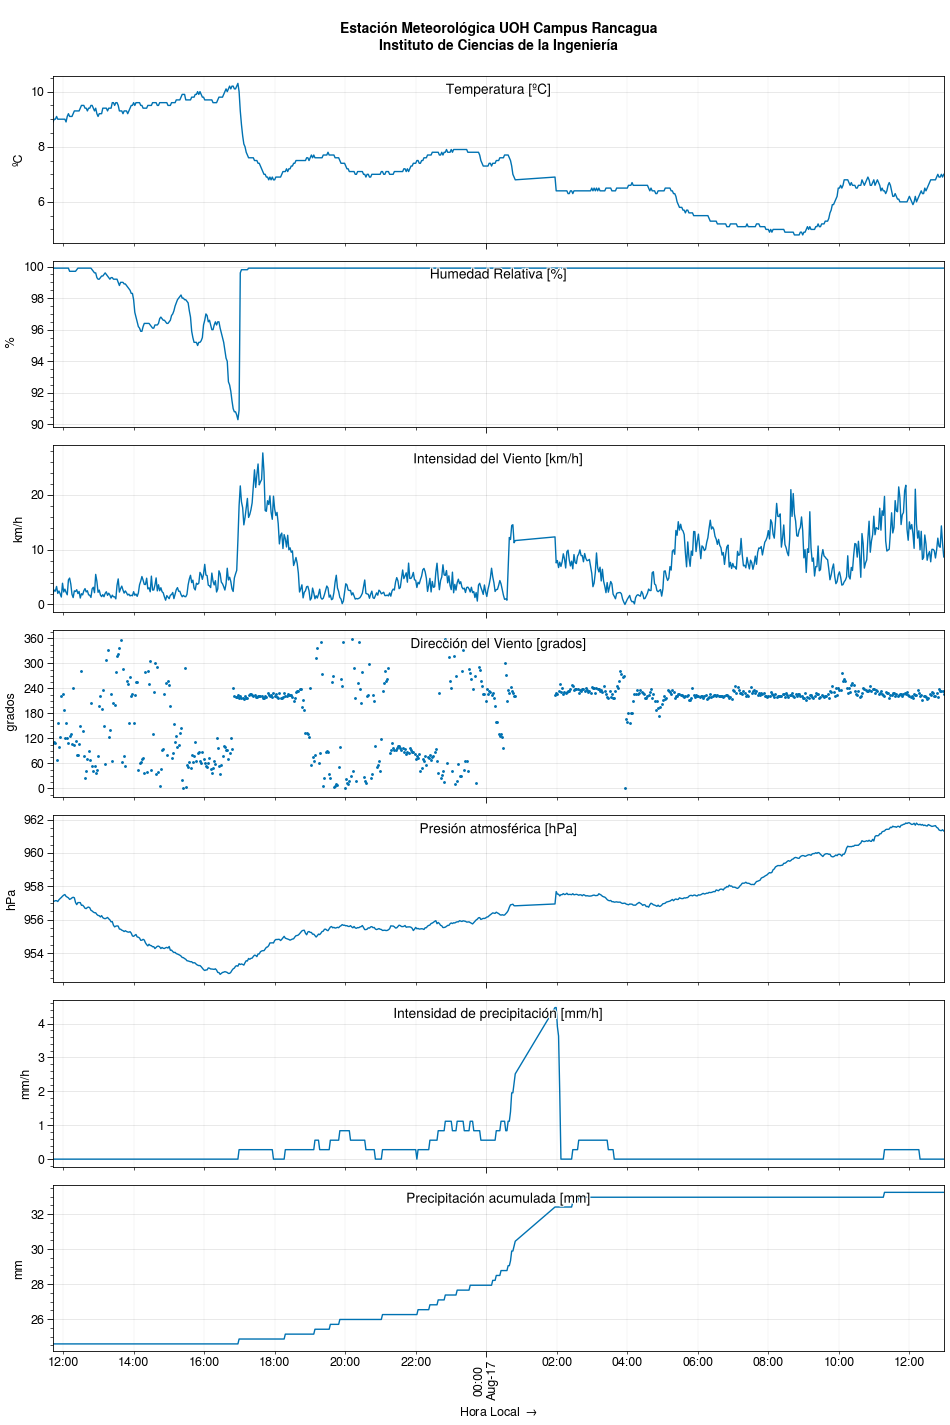 Estación Meteorológica UOH Campus Rancagua
Instituto de Ciencias de la Ingeniería
Temperatura [ºC]
ºC
10
8
6
Humedad Relativa [%]
%
100
98
96
94
92
90
Intensidad del Viento [km/h]
km/h
20
10
0
Dirección del Viento [grados]
grados
360
300
240
180
120
60
0
Presión atmosférica [hPa]
hPa
962
960
958
956
954
Intensidad de precipitación [mm/h]
mm/h
4
3
2
1
0
Precipitación acumulada [mm]
mm
32
30
28
26
12:00 14:00 16:00 18:00 20:00 22:00 00:00 02:00 04:00 06:00 08:00 10:00 12:00
Aug-17
Hora Local →